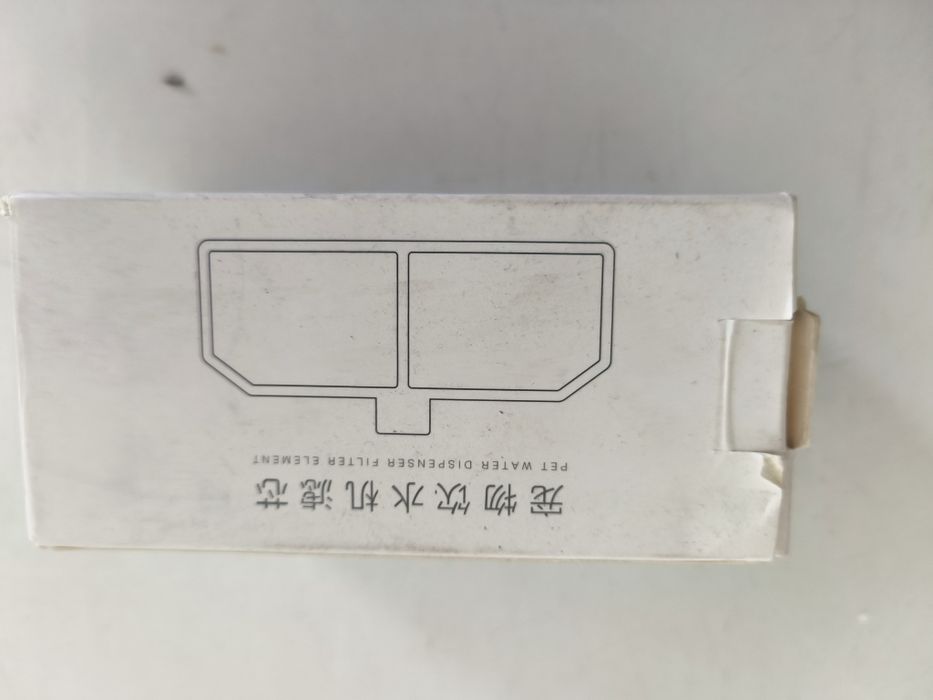 宠物饮水机滤芯
PET WATER DISPENSER FILTER ELEMENT